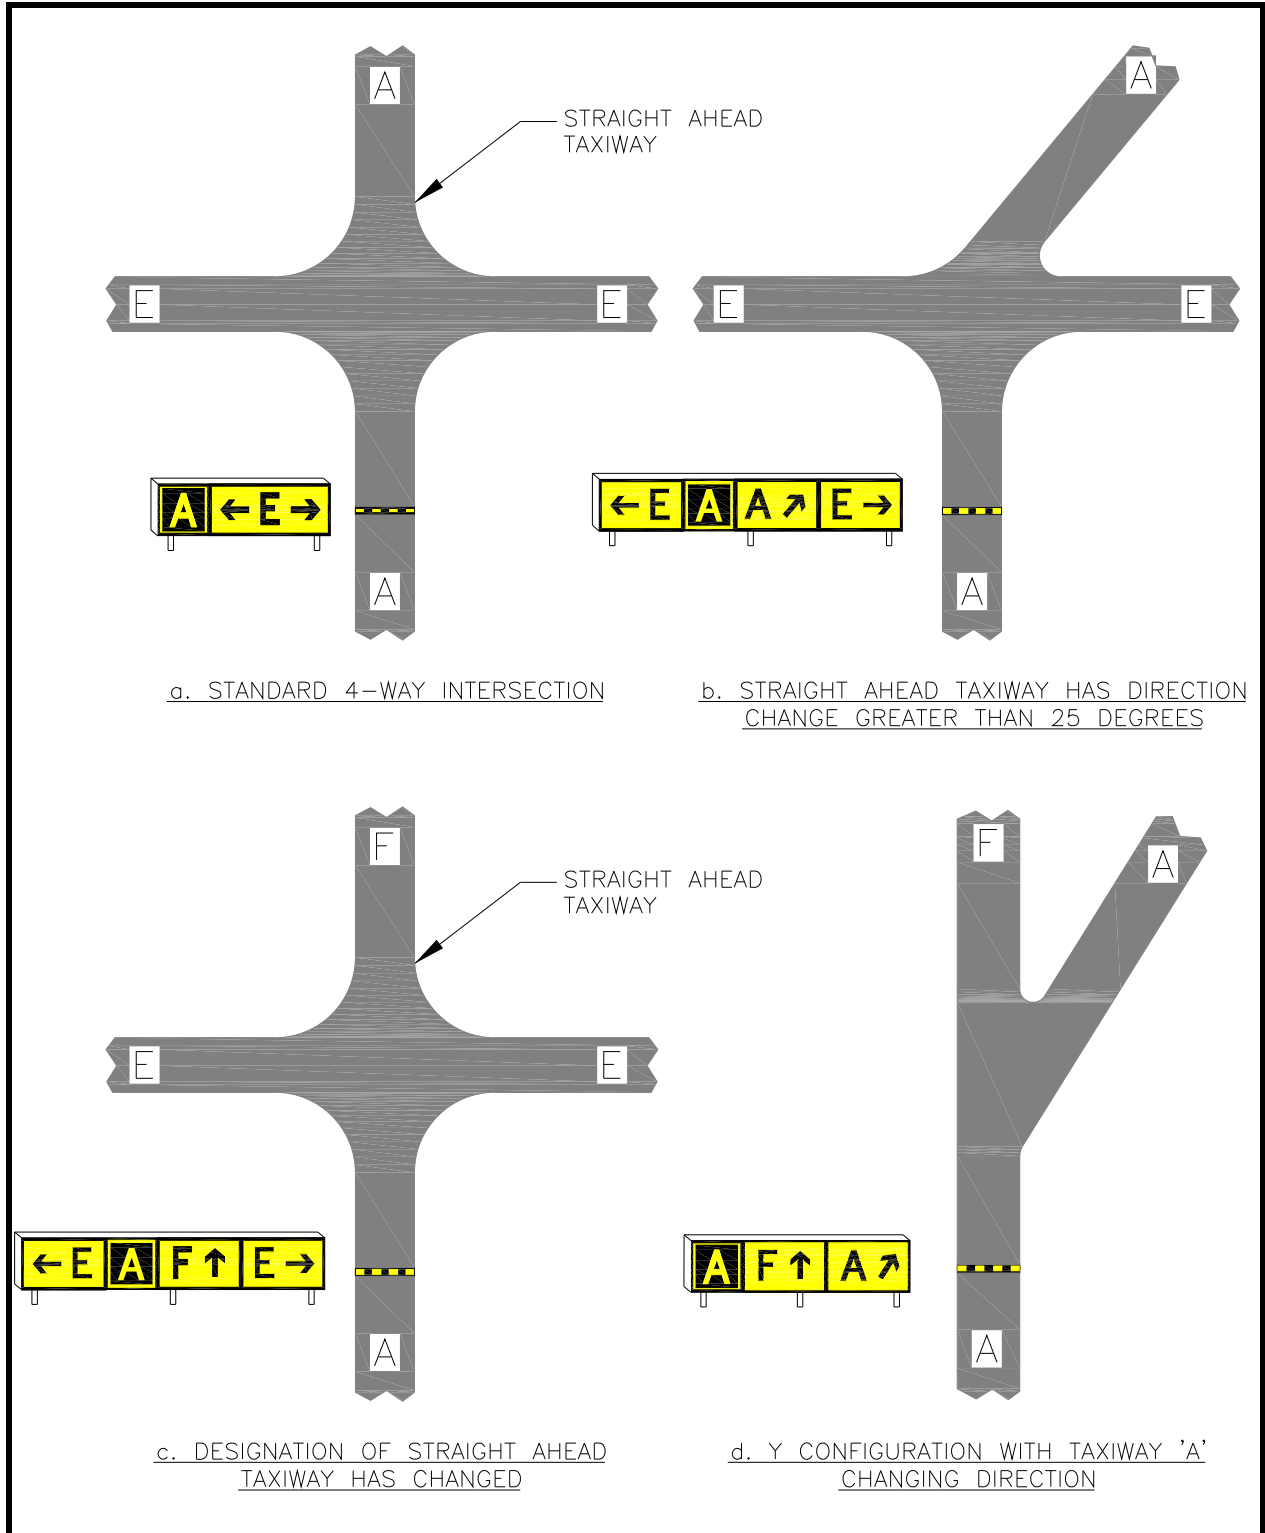 A
STRAIGHT AHEAD
TAXIWAY
E E
A ← E →
A
a. STANDARD 4-WAY INTERSECTION
A
E E
← E A A ↗ E →
A
b. STRAIGHT AHEAD TAXIWAY HAS DIRECTION
CHANGE GREATER THAN 25 DEGREES
F
STRAIGHT AHEAD
TAXIWAY
E E
← E A F ↑ E →
A
c. DESIGNATION OF STRAIGHT AHEAD
TAXIWAY HAS CHANGED
F
A
A F ↑ A ↗
A
d. Y CONFIGURATION WITH TAXIWAY 'A'
CHANGING DIRECTION